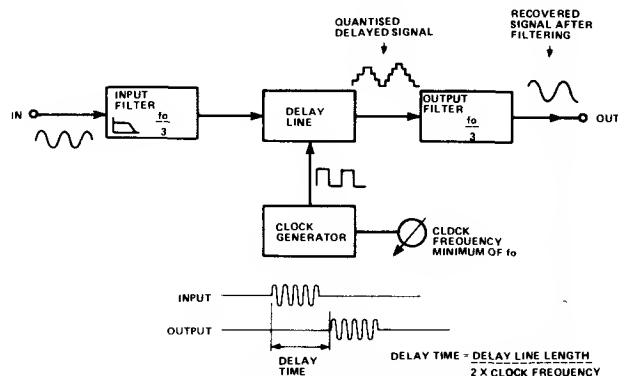 QUANTISED
DELAYED SIGNAL
RECOVERED
SIGNAL AFTER
FILTERING
IN
INPUT
FILTER
fo
3
DELAY
LINE
OUTPUT
FILTER
fo
3
OUT
CLOCK
GENERATOR
CLOCK
FREQUENCY
MINIMUM OF fo
INPUT
OUTPUT
DELAY
TIME
DELAY TIME = DELAY LINE LENGTH
2 X CLOCK FREQUENCY